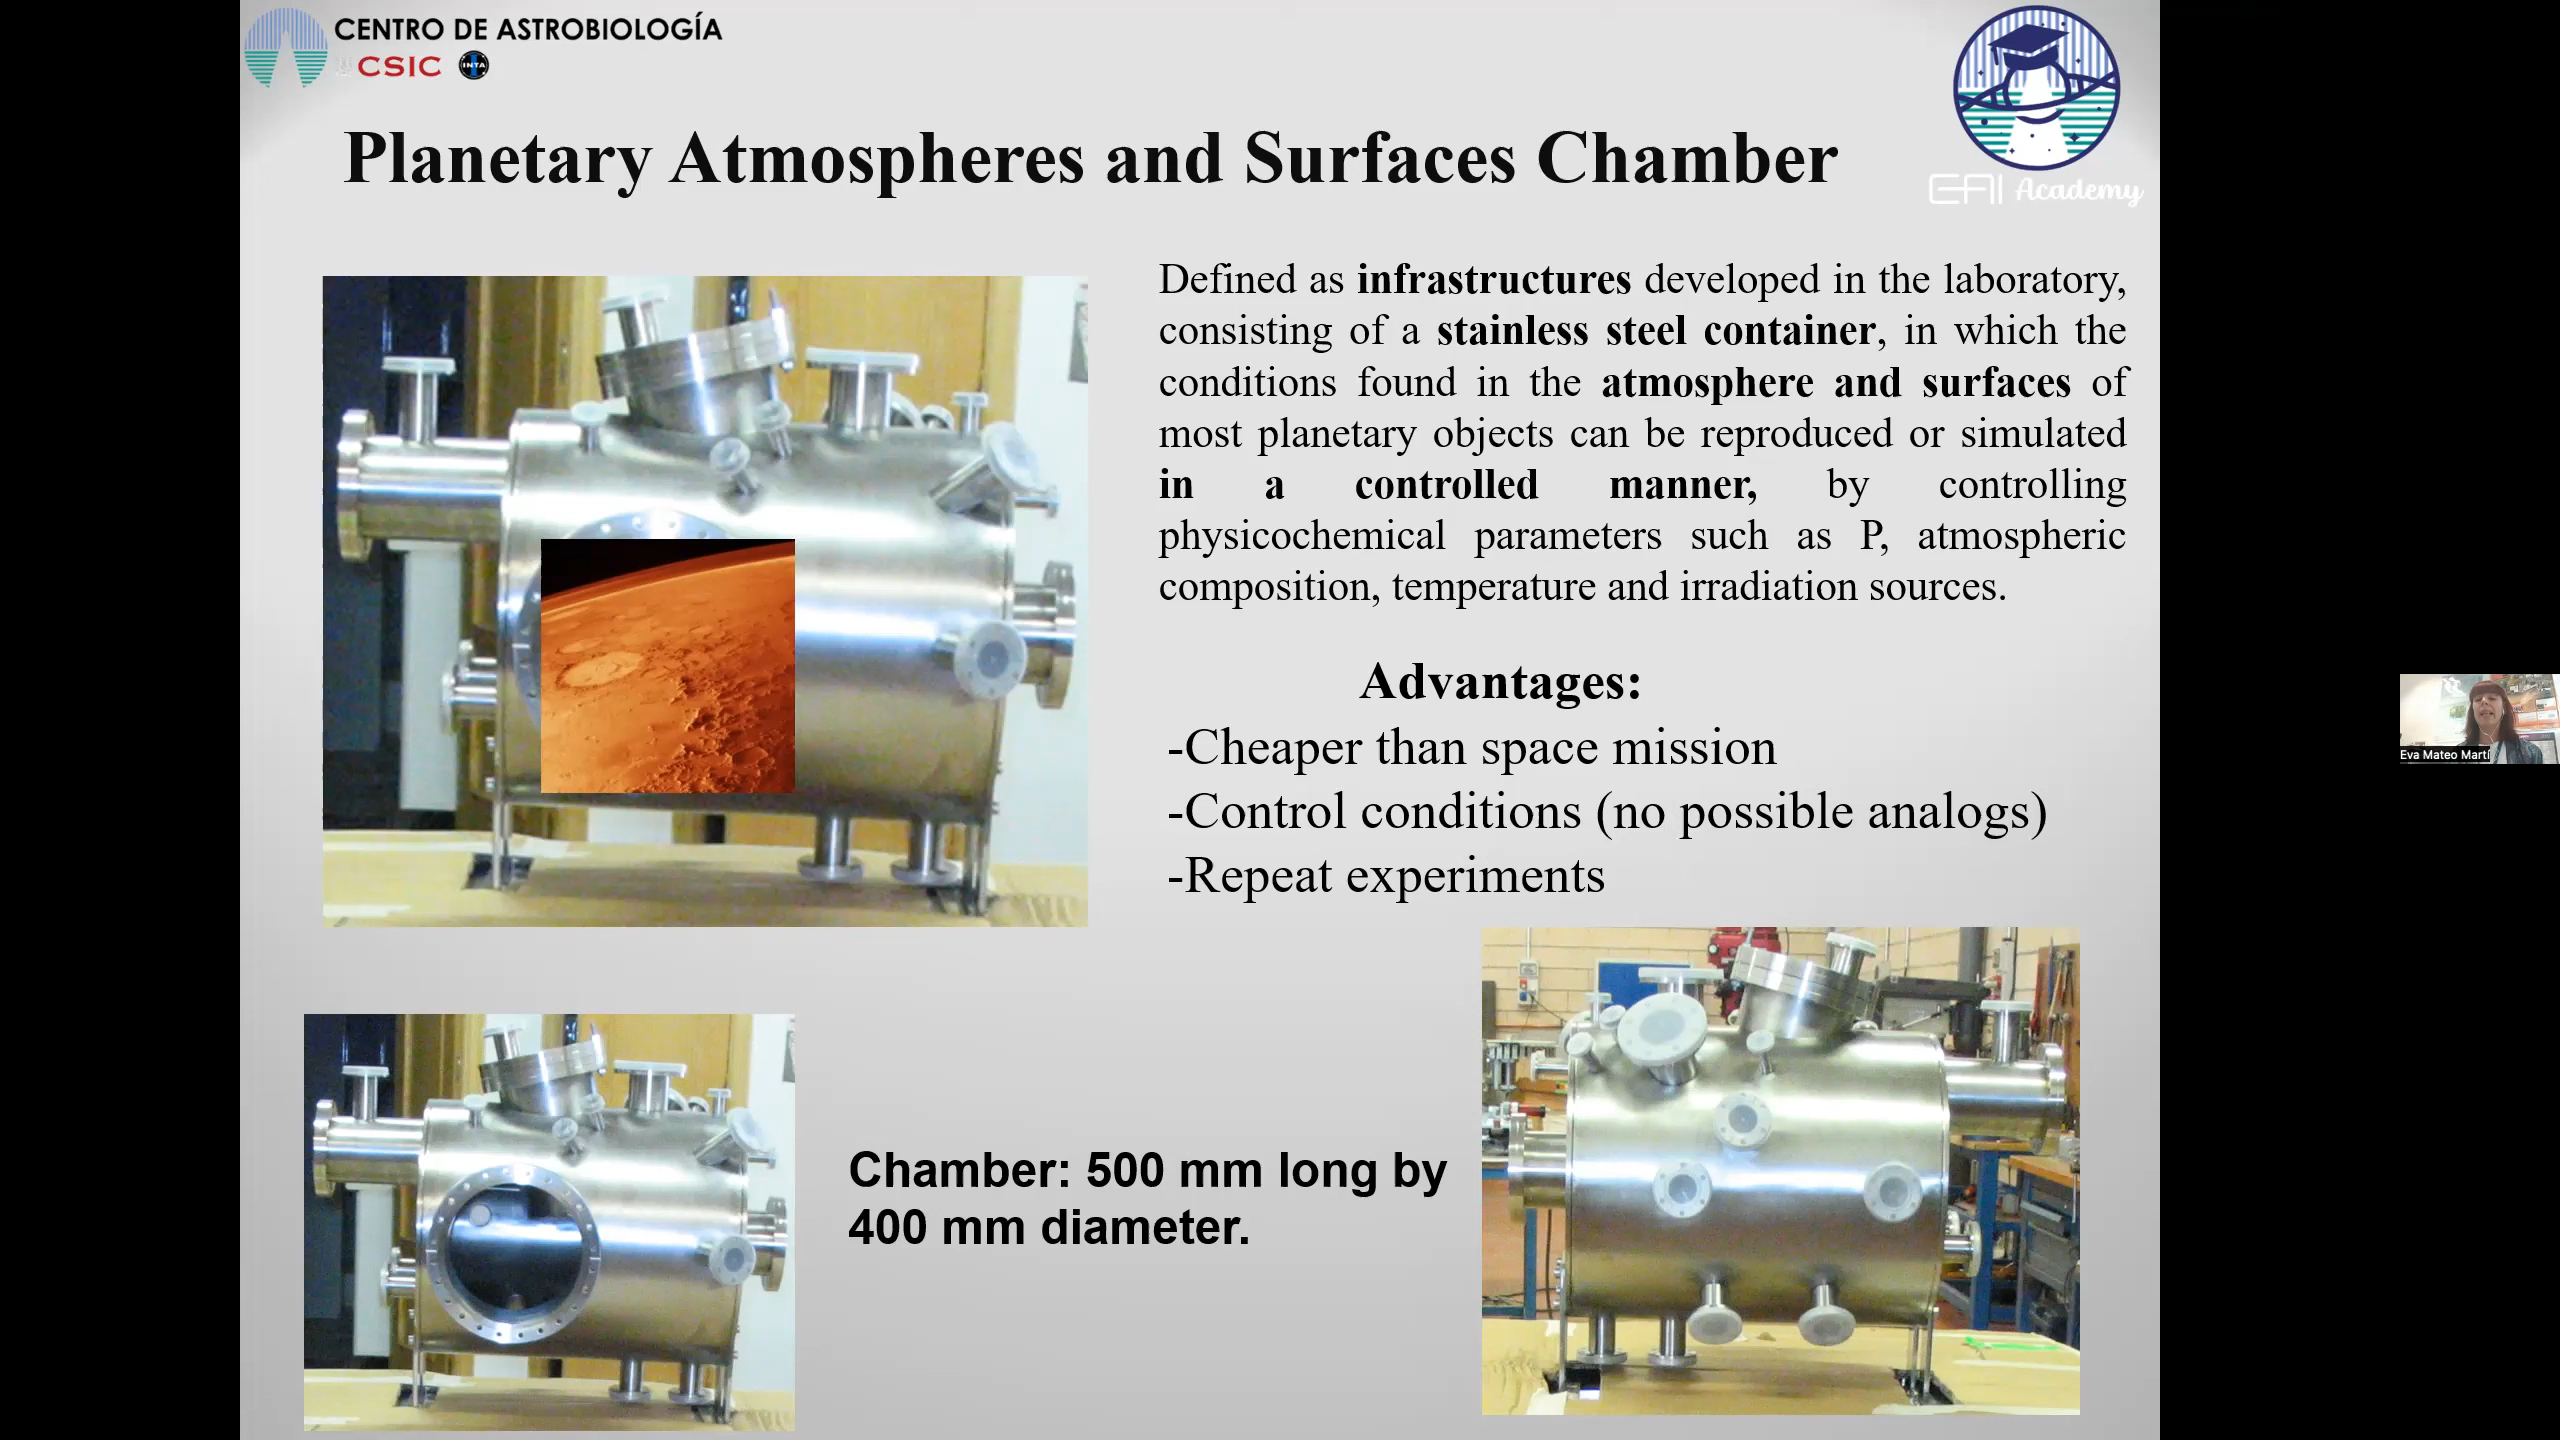 CENTRO DE ASTROBIOLOGÍA
CSIC INTA
EAI Academy
Planetary Atmospheres and Surfaces Chamber
Defined as infrastructures developed in the laboratory,
consisting of a stainless steel container, in which the
conditions found in the atmosphere and surfaces of
most planetary objects can be reproduced or simulated
in a controlled manner, by controlling
physicochemical parameters such as P, atmospheric
composition, temperature and irradiation sources.
Advantages:
-Cheaper than space mission
-Control conditions (no possible analogs)
-Repeat experiments
Chamber: 500 mm long by
400 mm diameter.
Eva Mateo Martí